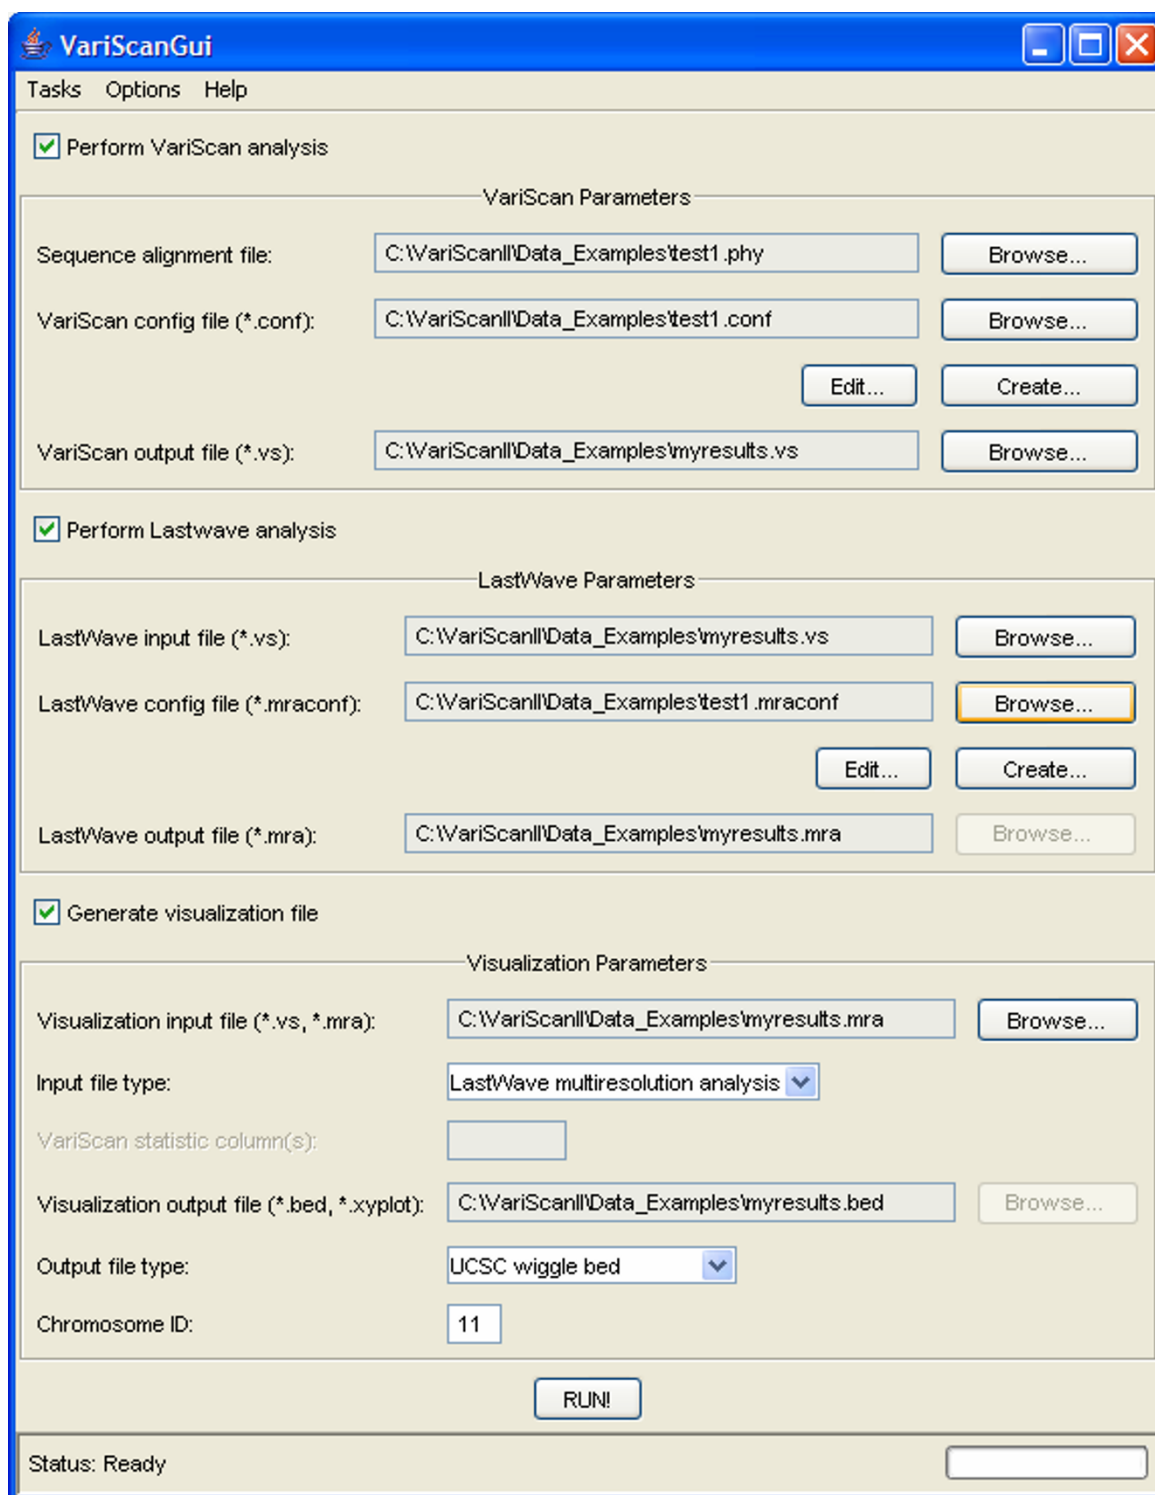 VariScanGui
Tasks Options Help
Perform VariScan analysis
VariScan Parameters
Sequence alignment file: C:\VariScanII\Data_Examples\test1.phy Browse...
VariScan config file (*.conf): C:\VariScanII\Data_Examples\test1.conf Browse...
Edit... Create...
VariScan output file (*.vs): C:\VariScanII\Data_Examples\myresults.vs Browse...
Perform Lastwave analysis
LastWave Parameters
LastWave input file (*.vs): C:\VariScanII\Data_Examples\myresults.vs Browse...
LastWave config file (*.mraconf): C:\VariScanII\Data_Examples\test1.mraconf Browse...
Edit... Create...
LastWave output file (*.mra): C:\VariScanII\Data_Examples\myresults.mra Browse...
Generate visualization file
Visualization Parameters
Visualization input file (*.vs, *.mra): C:\VariScanII\Data_Examples\myresults.mra Browse...
Input file type: LastWave multiresolution analysis
VariScan statistic column(s):
Visualization output file (*.bed, *.xyplot): C:\VariScanII\Data_Examples\myresults.bed Browse...
Output file type: UCSC wiggle bed
Chromosome ID: 11
RUN!
Status: Ready